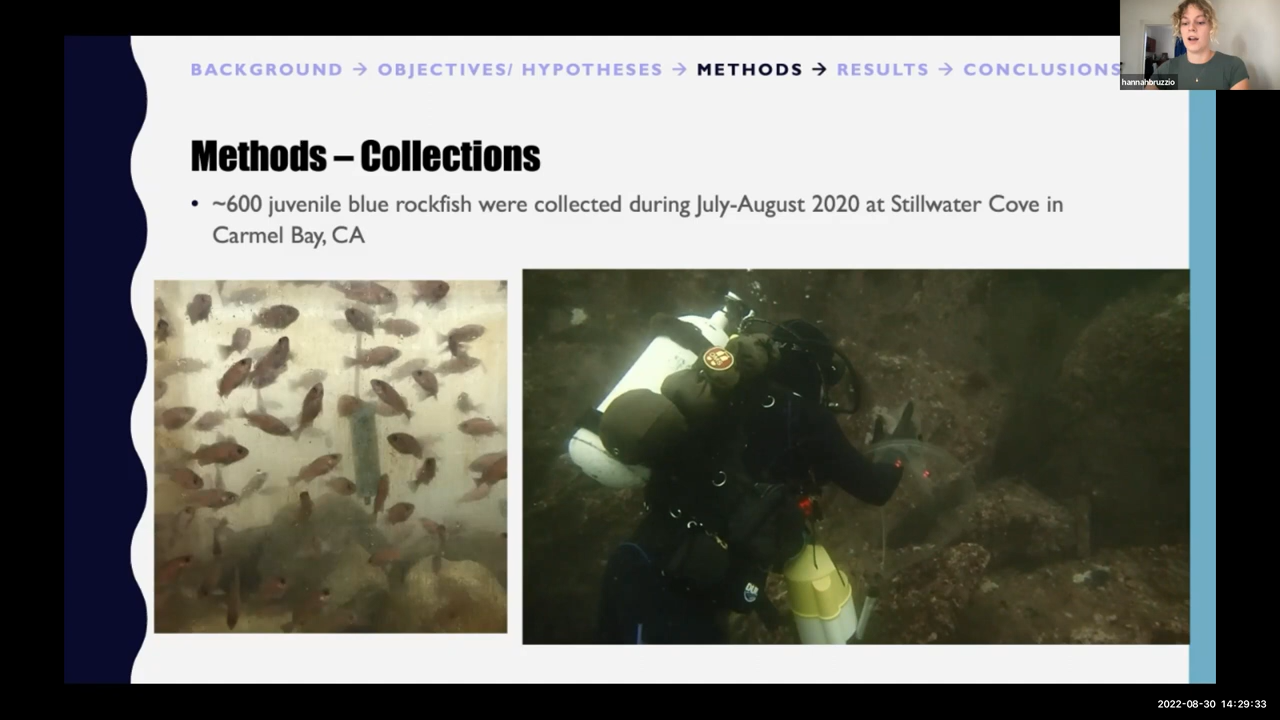 BACKGROUND → OBJECTIVES/ HYPOTHESES → METHODS → RESULTS → CONCLUSIONS
hannahbruzzio
Methods – Collections
• ~600 juvenile blue rockfish were collected during July-August 2020 at Stillwater Cove in
Carmel Bay, CA
2022-08-30 14:29:33